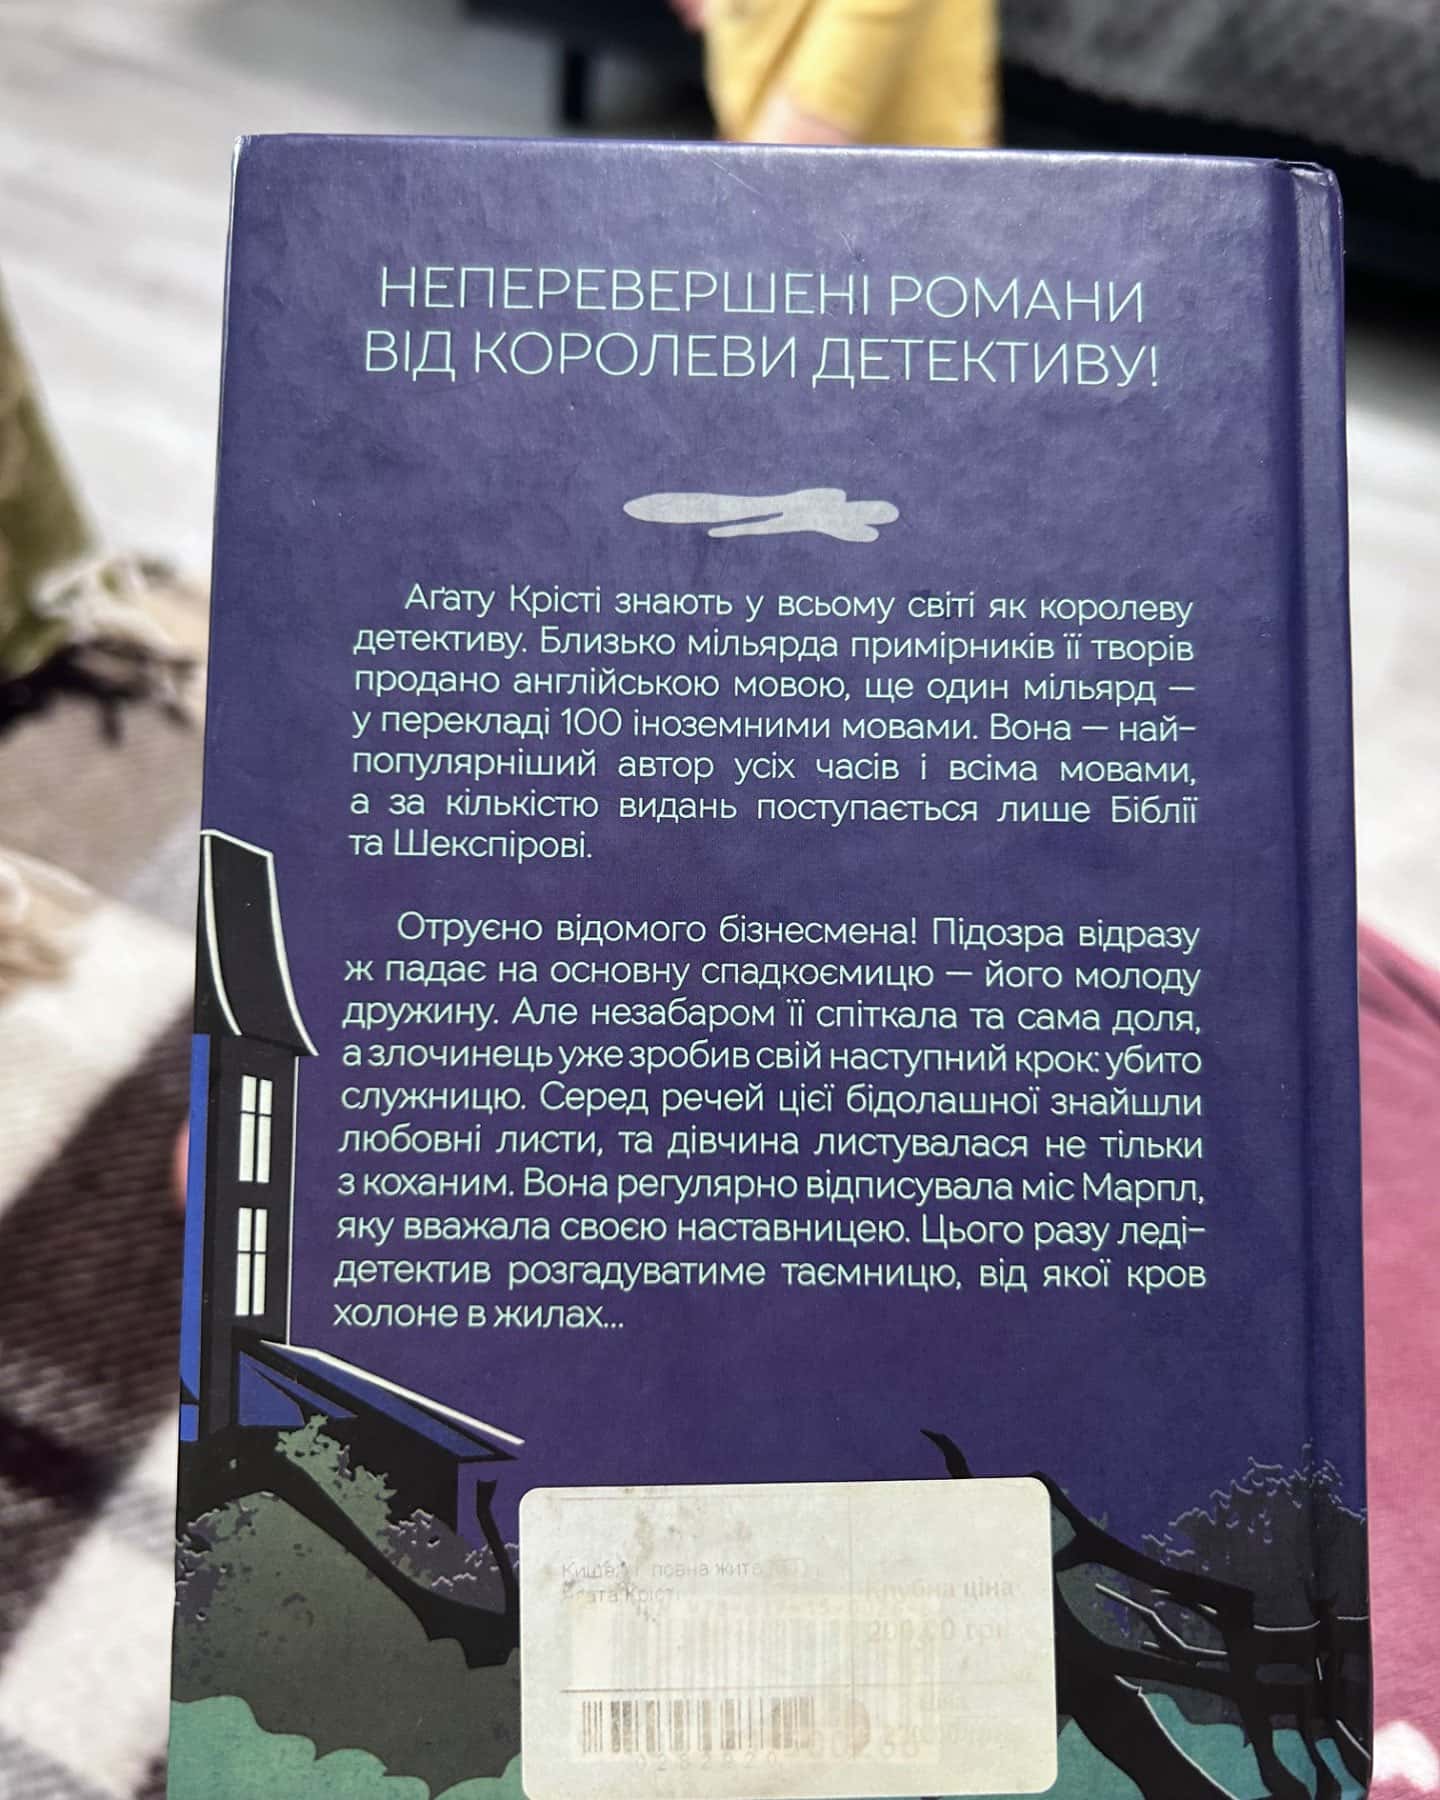 НЕПЕРЕВЕРШЕНІ РОМАНИ
ВІД КОРОЛЕВИ ДЕТЕКТИВУ!
Аґату Крісті знають у всьому світі як королеву
детективу. Близько мільярда примірників її творів
продано англійською мовою, ще один мільярд —
у перекладі 100 іноземними мовами. Вона — най-
популярніший автор усіх часів і всіма мовами,
а за кількістю видань поступається лише Біблії
та Шекспірові.
Отруєно відомого бізнесмена! Підозра відразу
ж падає на основну спадкоємицю — його молоду
дружину. Але незабаром її спіткала та сама доля,
а злочинець уже зробив свій наступний крок: убито
служницю. Серед речей цієї бідолашної знайшли
любовні листи, та дівчина листувалася не тільки
з коханим. Вона регулярно відписувала міс Марпл,
яку вважала своєю наставницею. Цього разу леді-
детектив розгадуватиме таємницю, від якої кров
холоне в жилах...
повна жита
Крісті
Клубна ціна